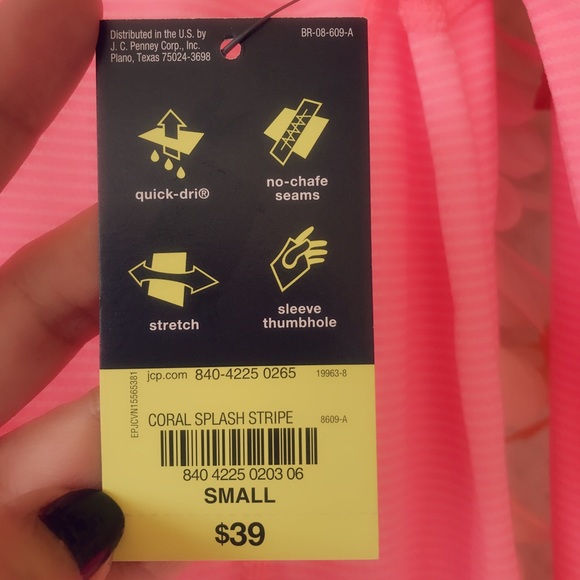 Distributed in the U.S. by
J. C. Penney Corp., Inc.
Plano, Texas 75024-3698
BR-08-609-A
quick-dri®
no-chafe
seams
stretch
sleeve
thumbhole
EPJCVN15565381
jcp.com 840-4225 0265 19963-8
CORAL SPLASH STRIPE 8609-A
840 4225 0203 06
SMALL
$39